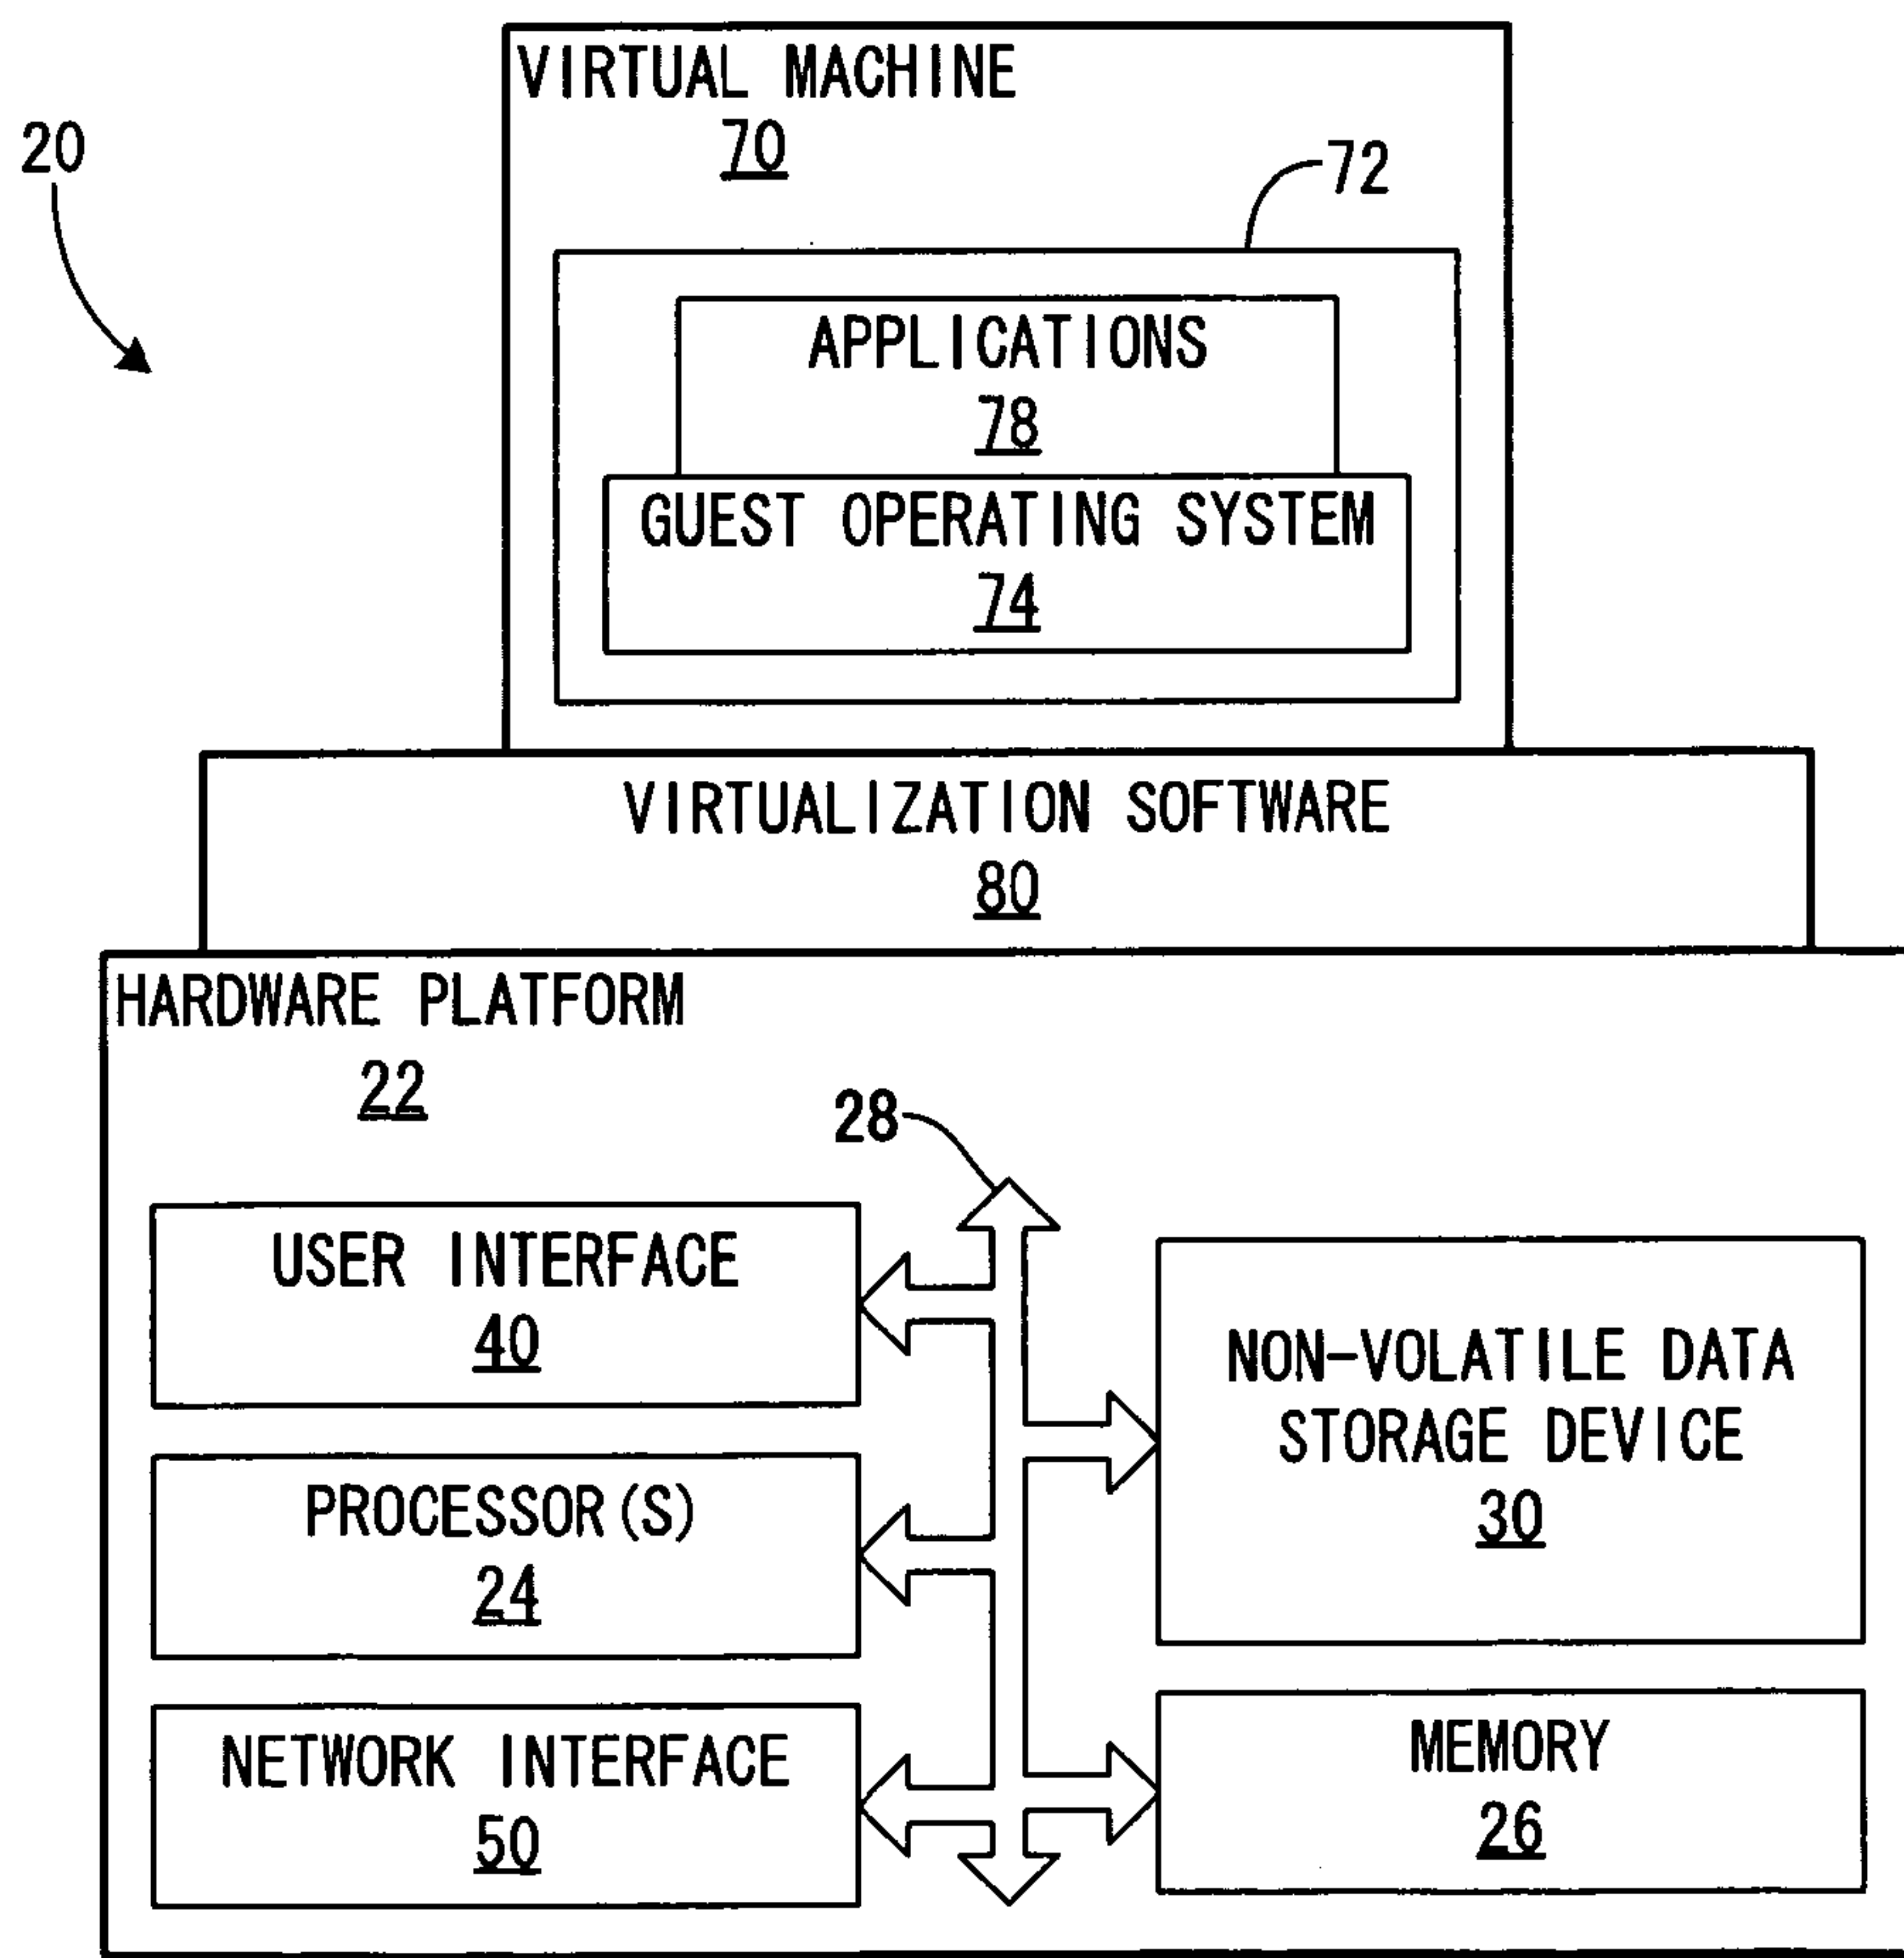 VIRTUAL MACHINE
70
20
72
APPLICATIONS
78
GUEST OPERATING SYSTEM
74
VIRTUALIZATION SOFTWARE
80
HARDWARE PLATFORM
22
28
USER INTERFACE
40
NON-VOLATILE DATA
STORAGE DEVICE
30
PROCESSOR(S)
24
NETWORK INTERFACE
50
MEMORY
26